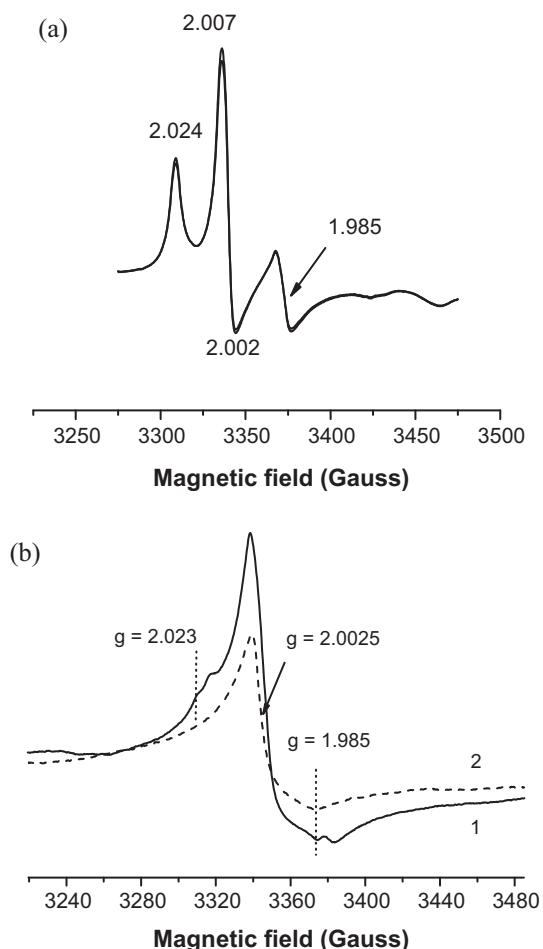 (a)
2.007
2.024
1.985
2.002
3250 3300 3350 3400 3450 3500
Magnetic field (Gauss)
(b)
g = 2.023
g = 2.0025
g = 1.985
2
1
3240 3280 3320 3360 3400 3440 3480
Magnetic field (Gauss)